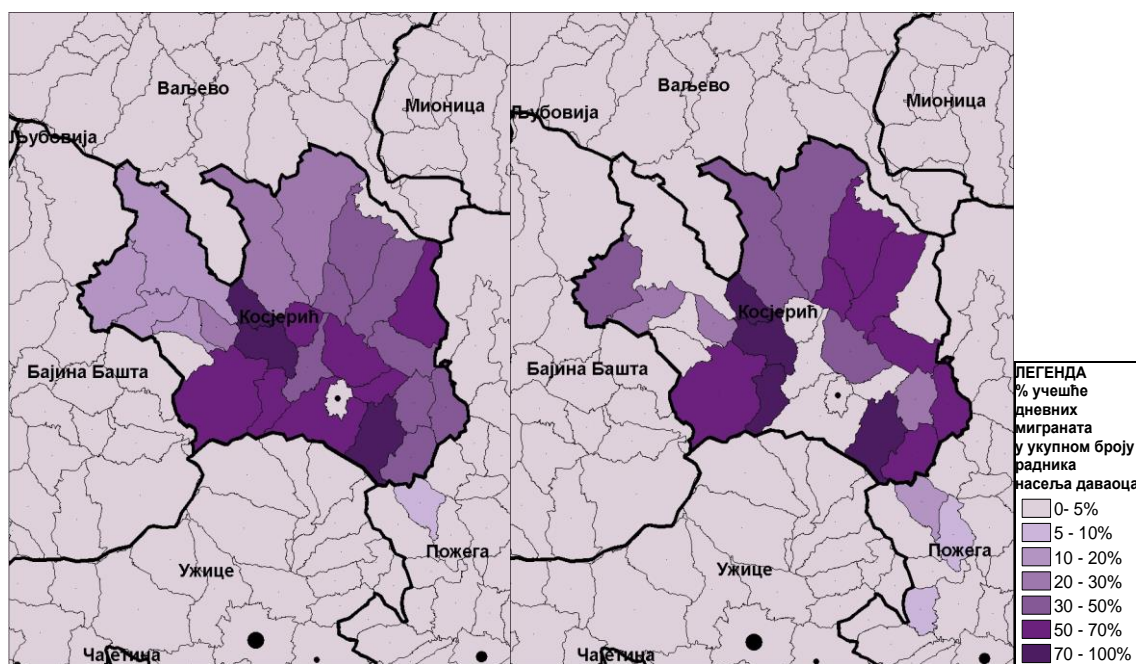 Ваљево
Мионица
Љубовија
Косјерић
Бајина Башта
Пожега
Ужице
Чајетина
Ваљево
Мионица
Љубовија
Косјерић
Бајина Башта
Пожега
Ужице
Чајетина
ЛЕГЕНДА
% учешће
дневних
миграната
у укупном броју
радника
насеља даваоца
0- 5%
5 - 10%
10 - 20%
20 - 30%
30 - 50%
50 - 70%
70 - 100%